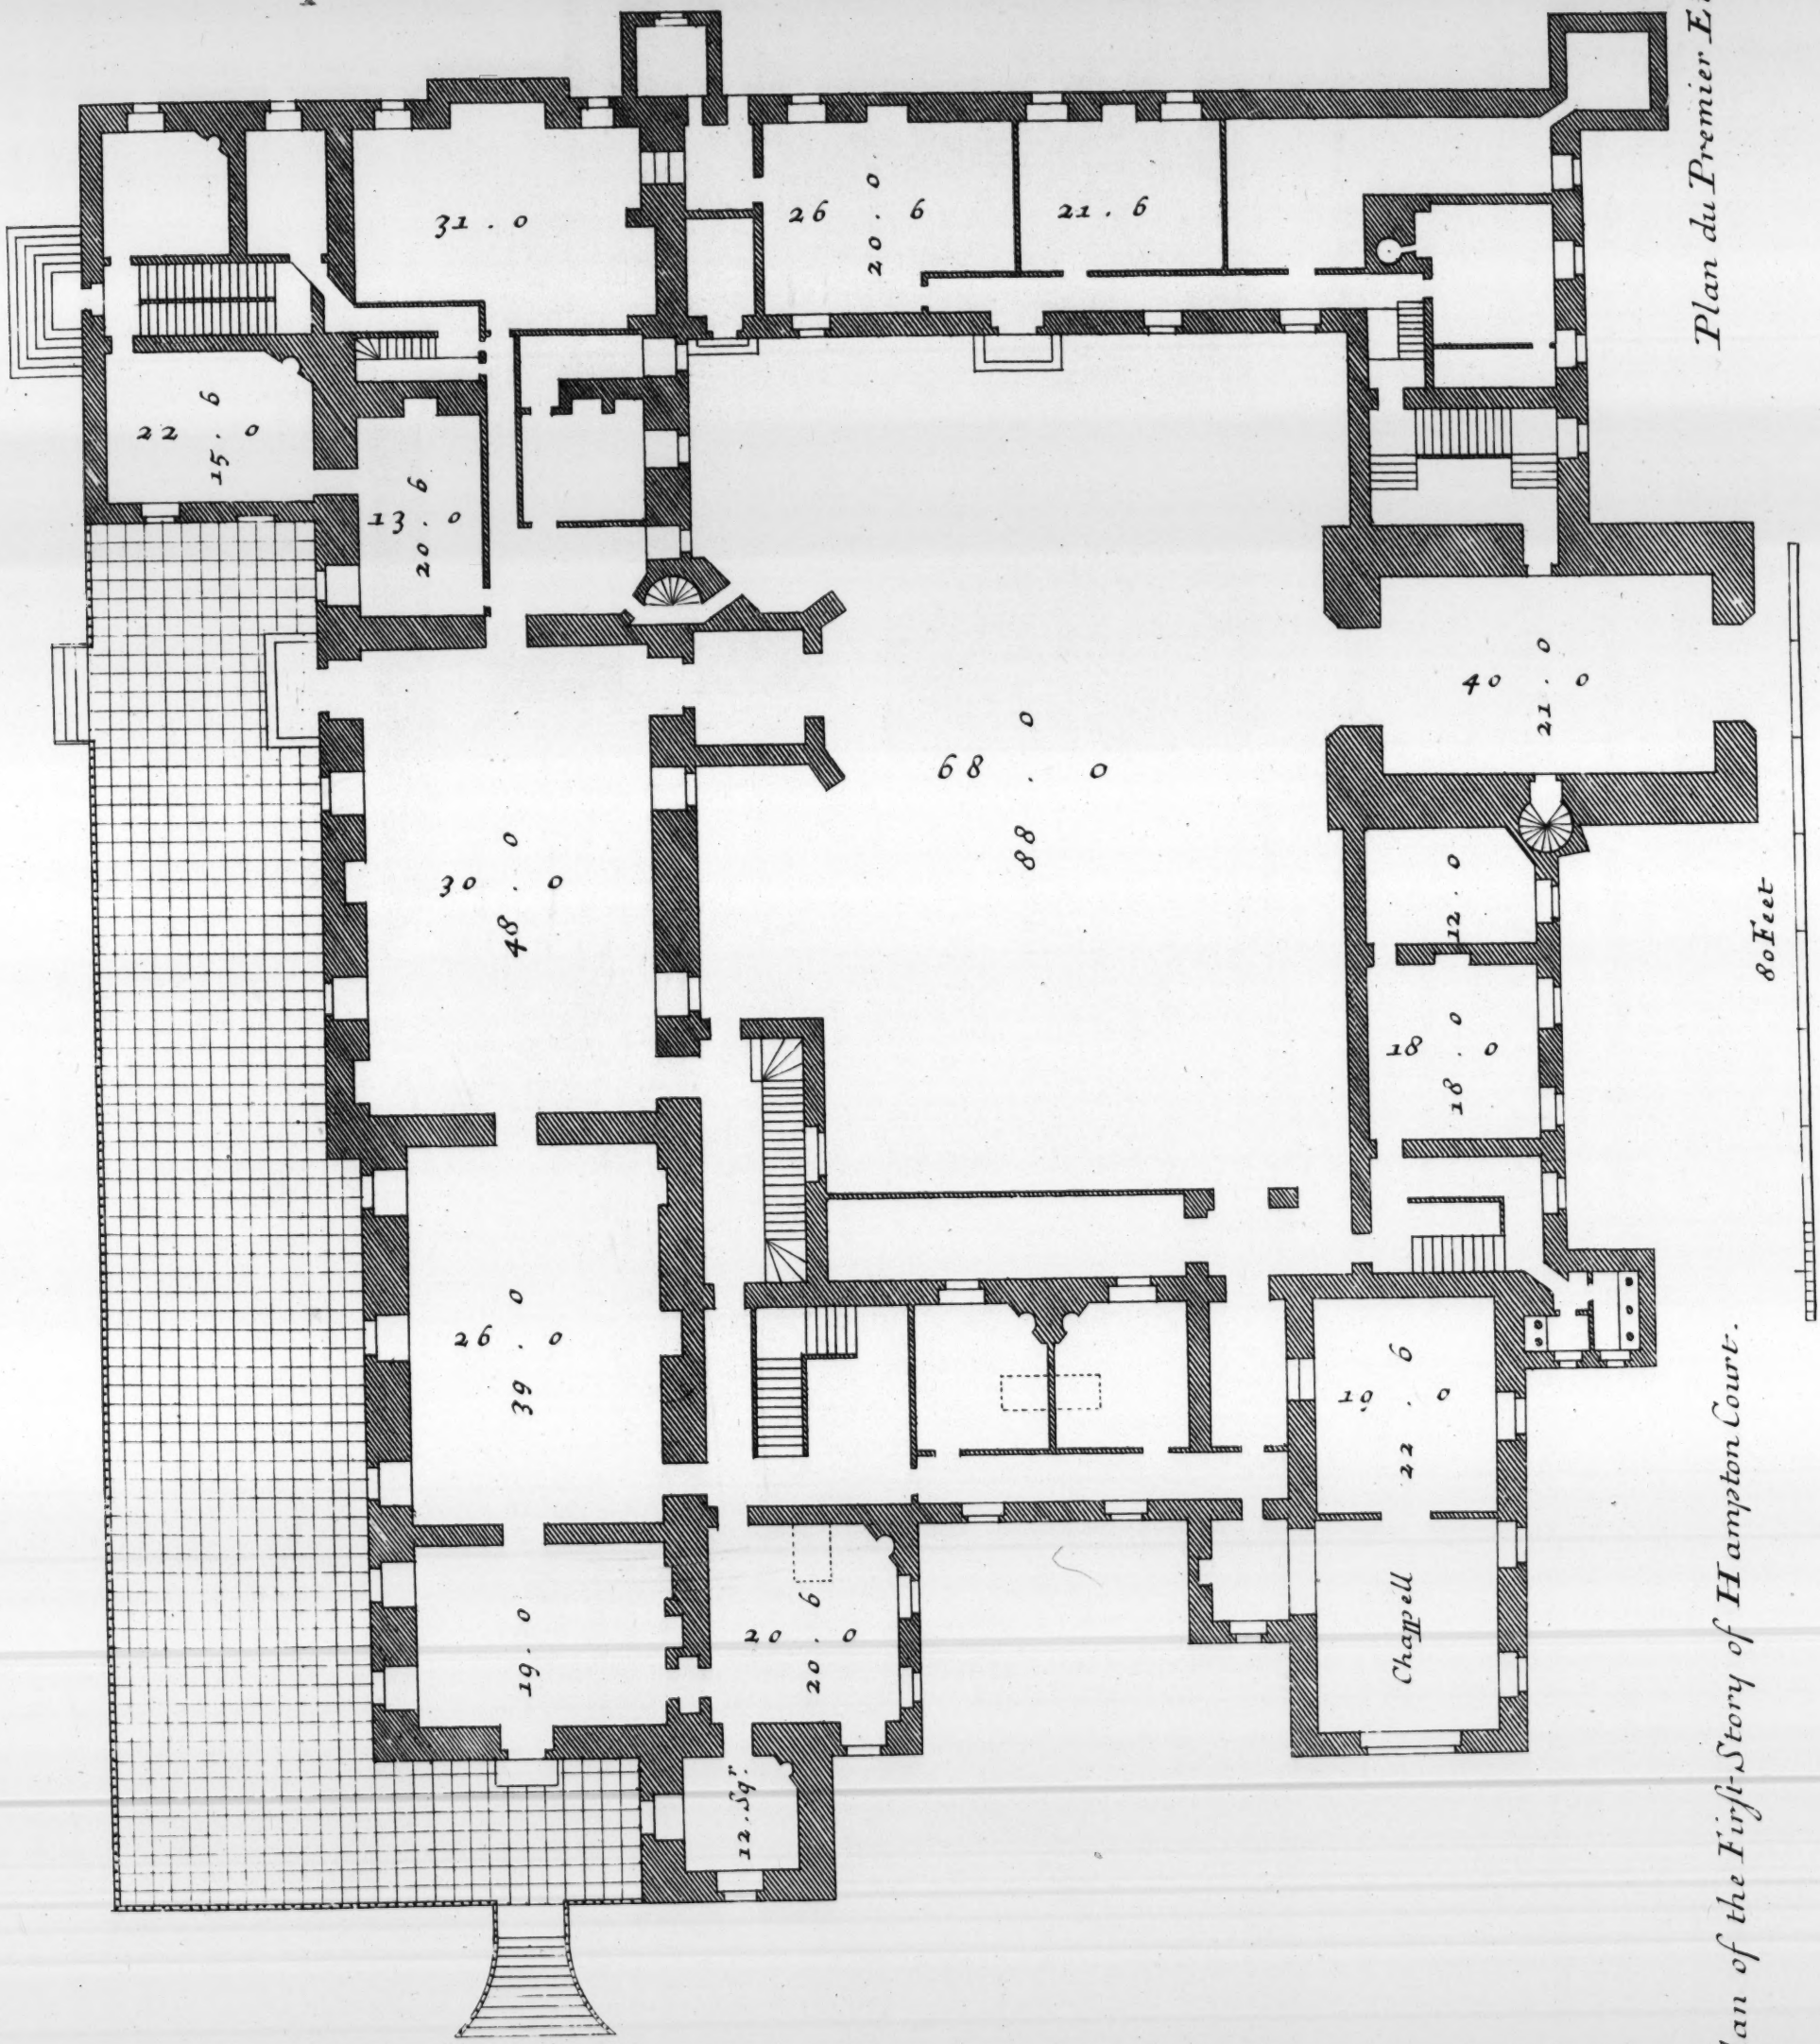 31 . 0
26 . 6
20 . 0
21 . 6
22 . 0
15 . 6
13 . 0
20 . 6
40 . 0
21 . 0
68 . 0
88 . 0
30 . 0
48 . 0
12 . 0
18 . 0
18 . 0
26 . 0
39 . 0
19 . 0
22 . 6
20 . 0
20 . 6
19 . 0
Chappell
12 . Sqr.
80 Feet
Plan du Premier
of the First-Story of Hampton Court.